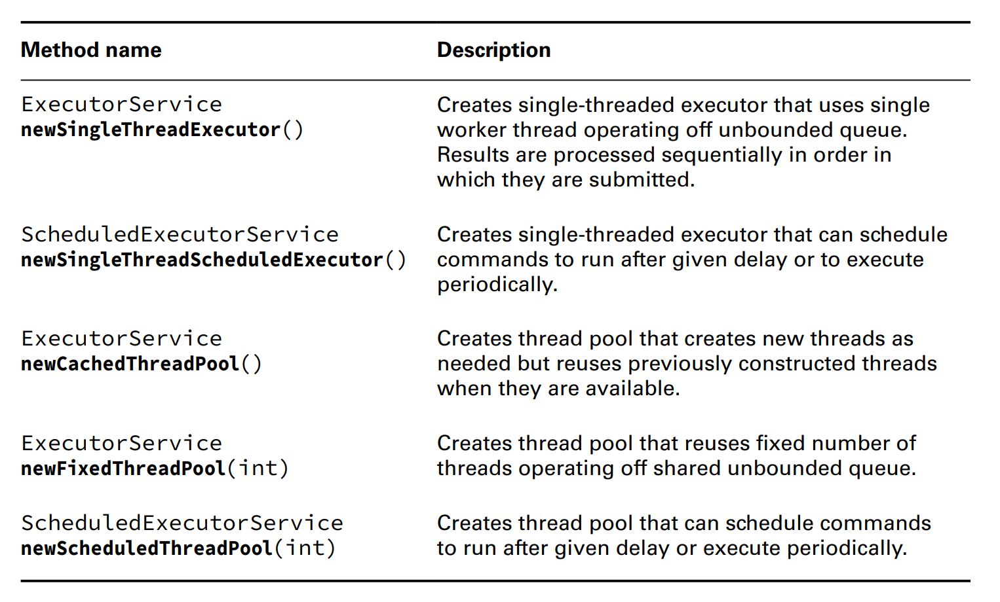 Method name Description
ExecutorService
newSingleThreadExecutor()
Creates single-threaded executor that uses single
worker thread operating off unbounded queue.
Results are processed sequentially in order in
which they are submitted.
ScheduledExecutorService
newSingleThreadScheduledExecutor()
Creates single-threaded executor that can schedule
commands to run after given delay or to execute
periodically.
ExecutorService
newCachedThreadPool()
Creates thread pool that creates new threads as
needed but reuses previously constructed threads
when they are available.
ExecutorService
newFixedThreadPool(int)
Creates thread pool that reuses fixed number of
threads operating off shared unbounded queue.
ScheduledExecutorService
newScheduledThreadPool(int)
Creates thread pool that can schedule commands
to run after given delay or execute periodically.